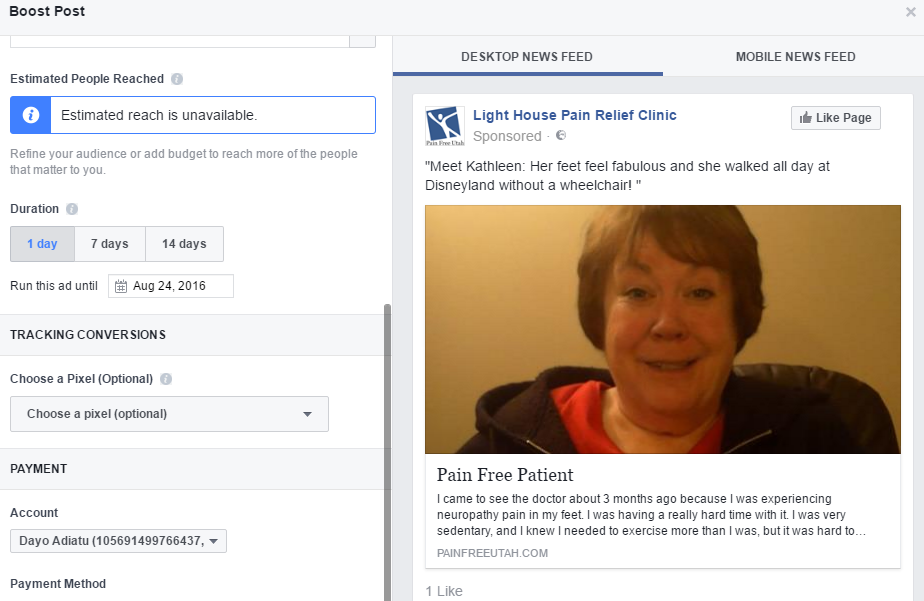 Boost Post
Estimated People Reached
Estimated reach is unavailable.
Refine your audience or add budget to reach more of the people
that matter to you.
Duration
1 day
7 days
14 days
Run this ad until
Aug 24, 2016
TRACKING CONVERSIONS
Choose a Pixel (Optional)
Choose a pixel (optional)
PAYMENT
Account
Dayo Adiatu (105691499766437,
Payment Method
DESKTOP NEWS FEED
MOBILE NEWS FEED
Pain Free Utah
Light House Pain Relief Clinic
Sponsored ·
Like Page
"Meet Kathleen: Her feet feel fabulous and she walked all day at
Disneyland without a wheelchair! "
Pain Free Patient
I came to see the doctor about 3 months ago because I was experiencing
neuropathy pain in my feet. I was having a really hard time with it. I was very
sedentary, and I knew I needed to exercise more than I was, but it was hard to…
PAINFREEUTAH.COM
1 Like